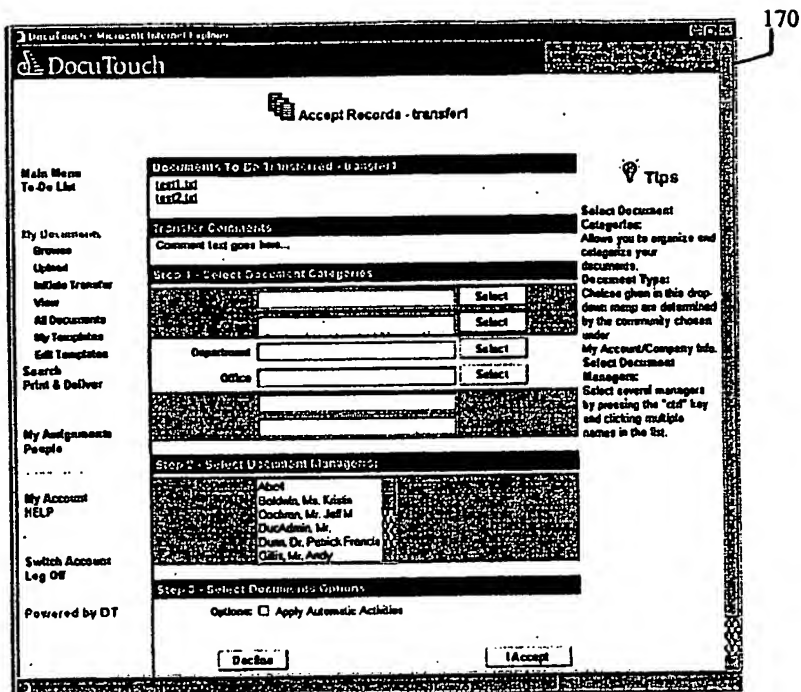 170
DocuTouch - Microsoft Internet Explorer
DocuTouch
Accept Records - transfer1
Main Menu
To-Do List
My Documents
Browse
Upload
Initiate Transfer
View
All Documents
My Templates
Edit Templates
Search
Print & Deliver
My Assignments
People
My Account
HELP
Switch Account
Log Off
Powered by DT
Documents To Be Transferred - transfer1
test1.txt
test2.txt
Transfer Comments
Comment text goes here...
Step 1 - Select Document Categories
Select
Select
Department
Select
Office
Select
Step 2 - Select Document Managers:
Abc4
Baldwin, Ms. Kristin
Cochran, Mr. Jeff M
DucAdmin, Mr,
Dunn, Dr. Patrick Francis
Gillis, Mr. Andy
Step 3 - Select Documents Options
Options: Apply Automatic Activities
Decline
I Accept
Tips
Select Document
Categories:
Allows you to organize and
categorize your
documents.
Document Type:
Choices given in this drop-
down menu are determined
by the community chosen
under
My Account/Company Info.
Select Document
Managers:
Select several managers
by pressing the "ctrl" key
and clicking multiple
names in the list.